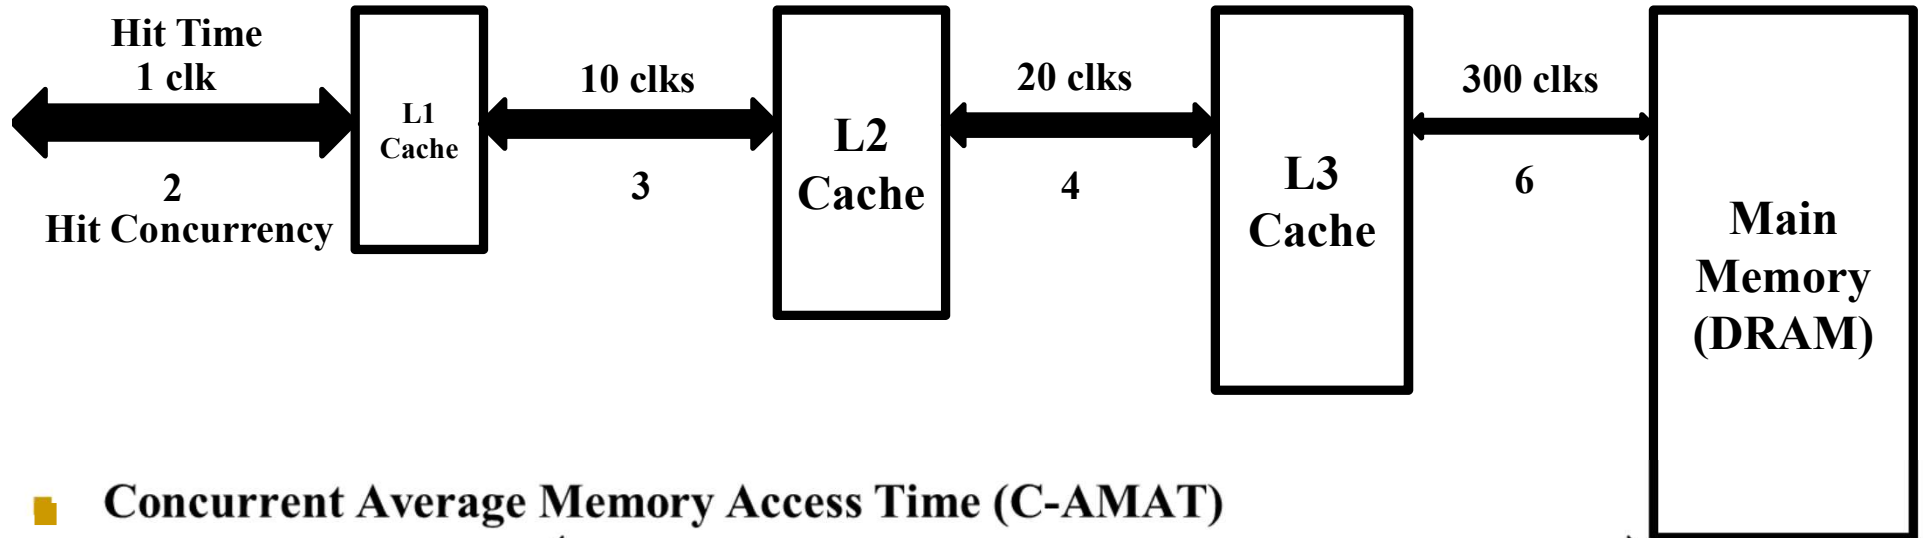 Hit Time
1 clk
2
Hit Concurrency
L1
Cache
10 clks
3
L2
Cache
20 clks
4
L3
Cache
300 clks
6
Main
Memory
(DRAM)
Concurrent Average Memory Access Time (C-AMAT)